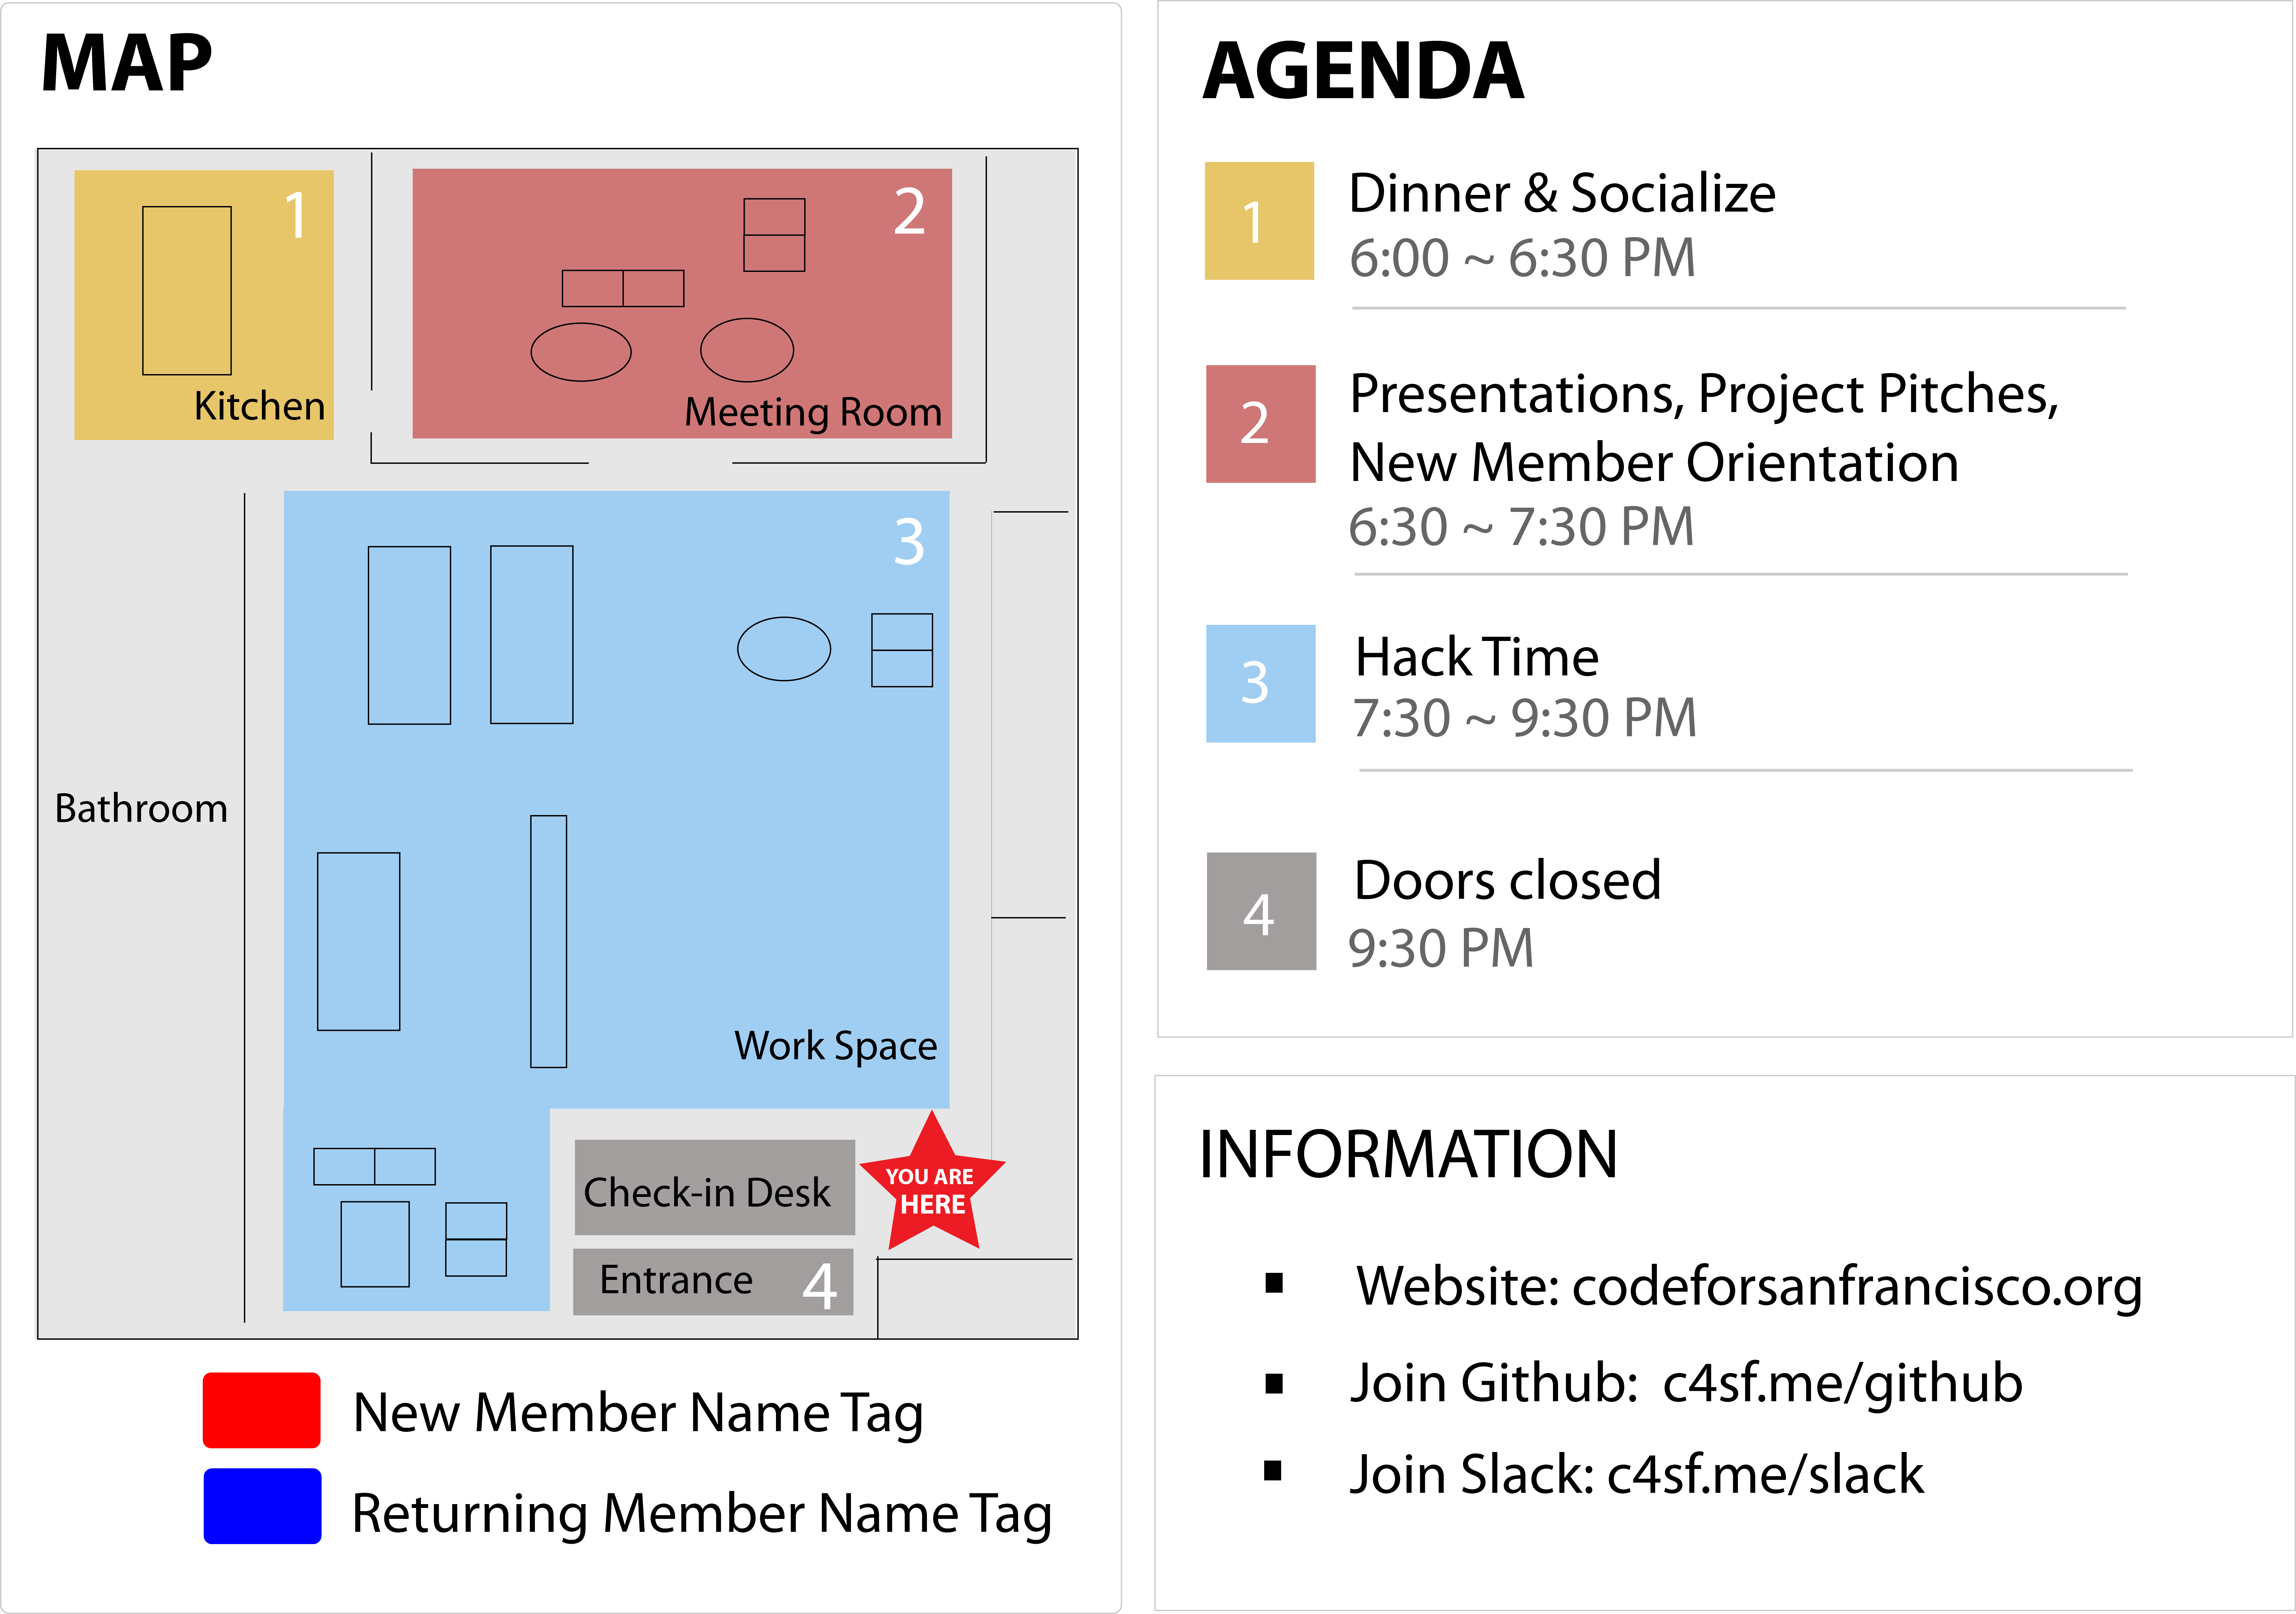 MAP
1
Kitchen
2
Meeting Room
3
Bathroom
Work Space
Check-in Desk
YOU ARE
HERE
Entrance 4
New Member Name Tag
Returning Member Name Tag
AGENDA
1
Dinner & Socialize
6:00 ~ 6:30 PM
2
Presentations, Project Pitches,
New Member Orientation
6:30 ~ 7:30 PM
3
Hack Time
7:30 ~ 9:30 PM
4
Doors closed
9:30 PM
INFORMATION
▪ Website: codeforsanfrancisco.org
▪ Join Github: c4sf.me/github
▪ Join Slack: c4sf.me/slack